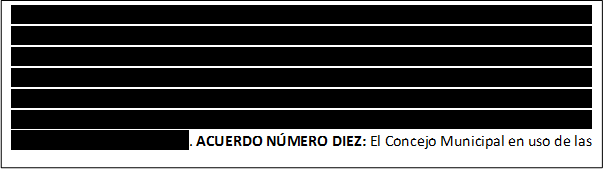 . ACUERDO NÚMERO DIEZ: El Concejo Municipal en uso de las